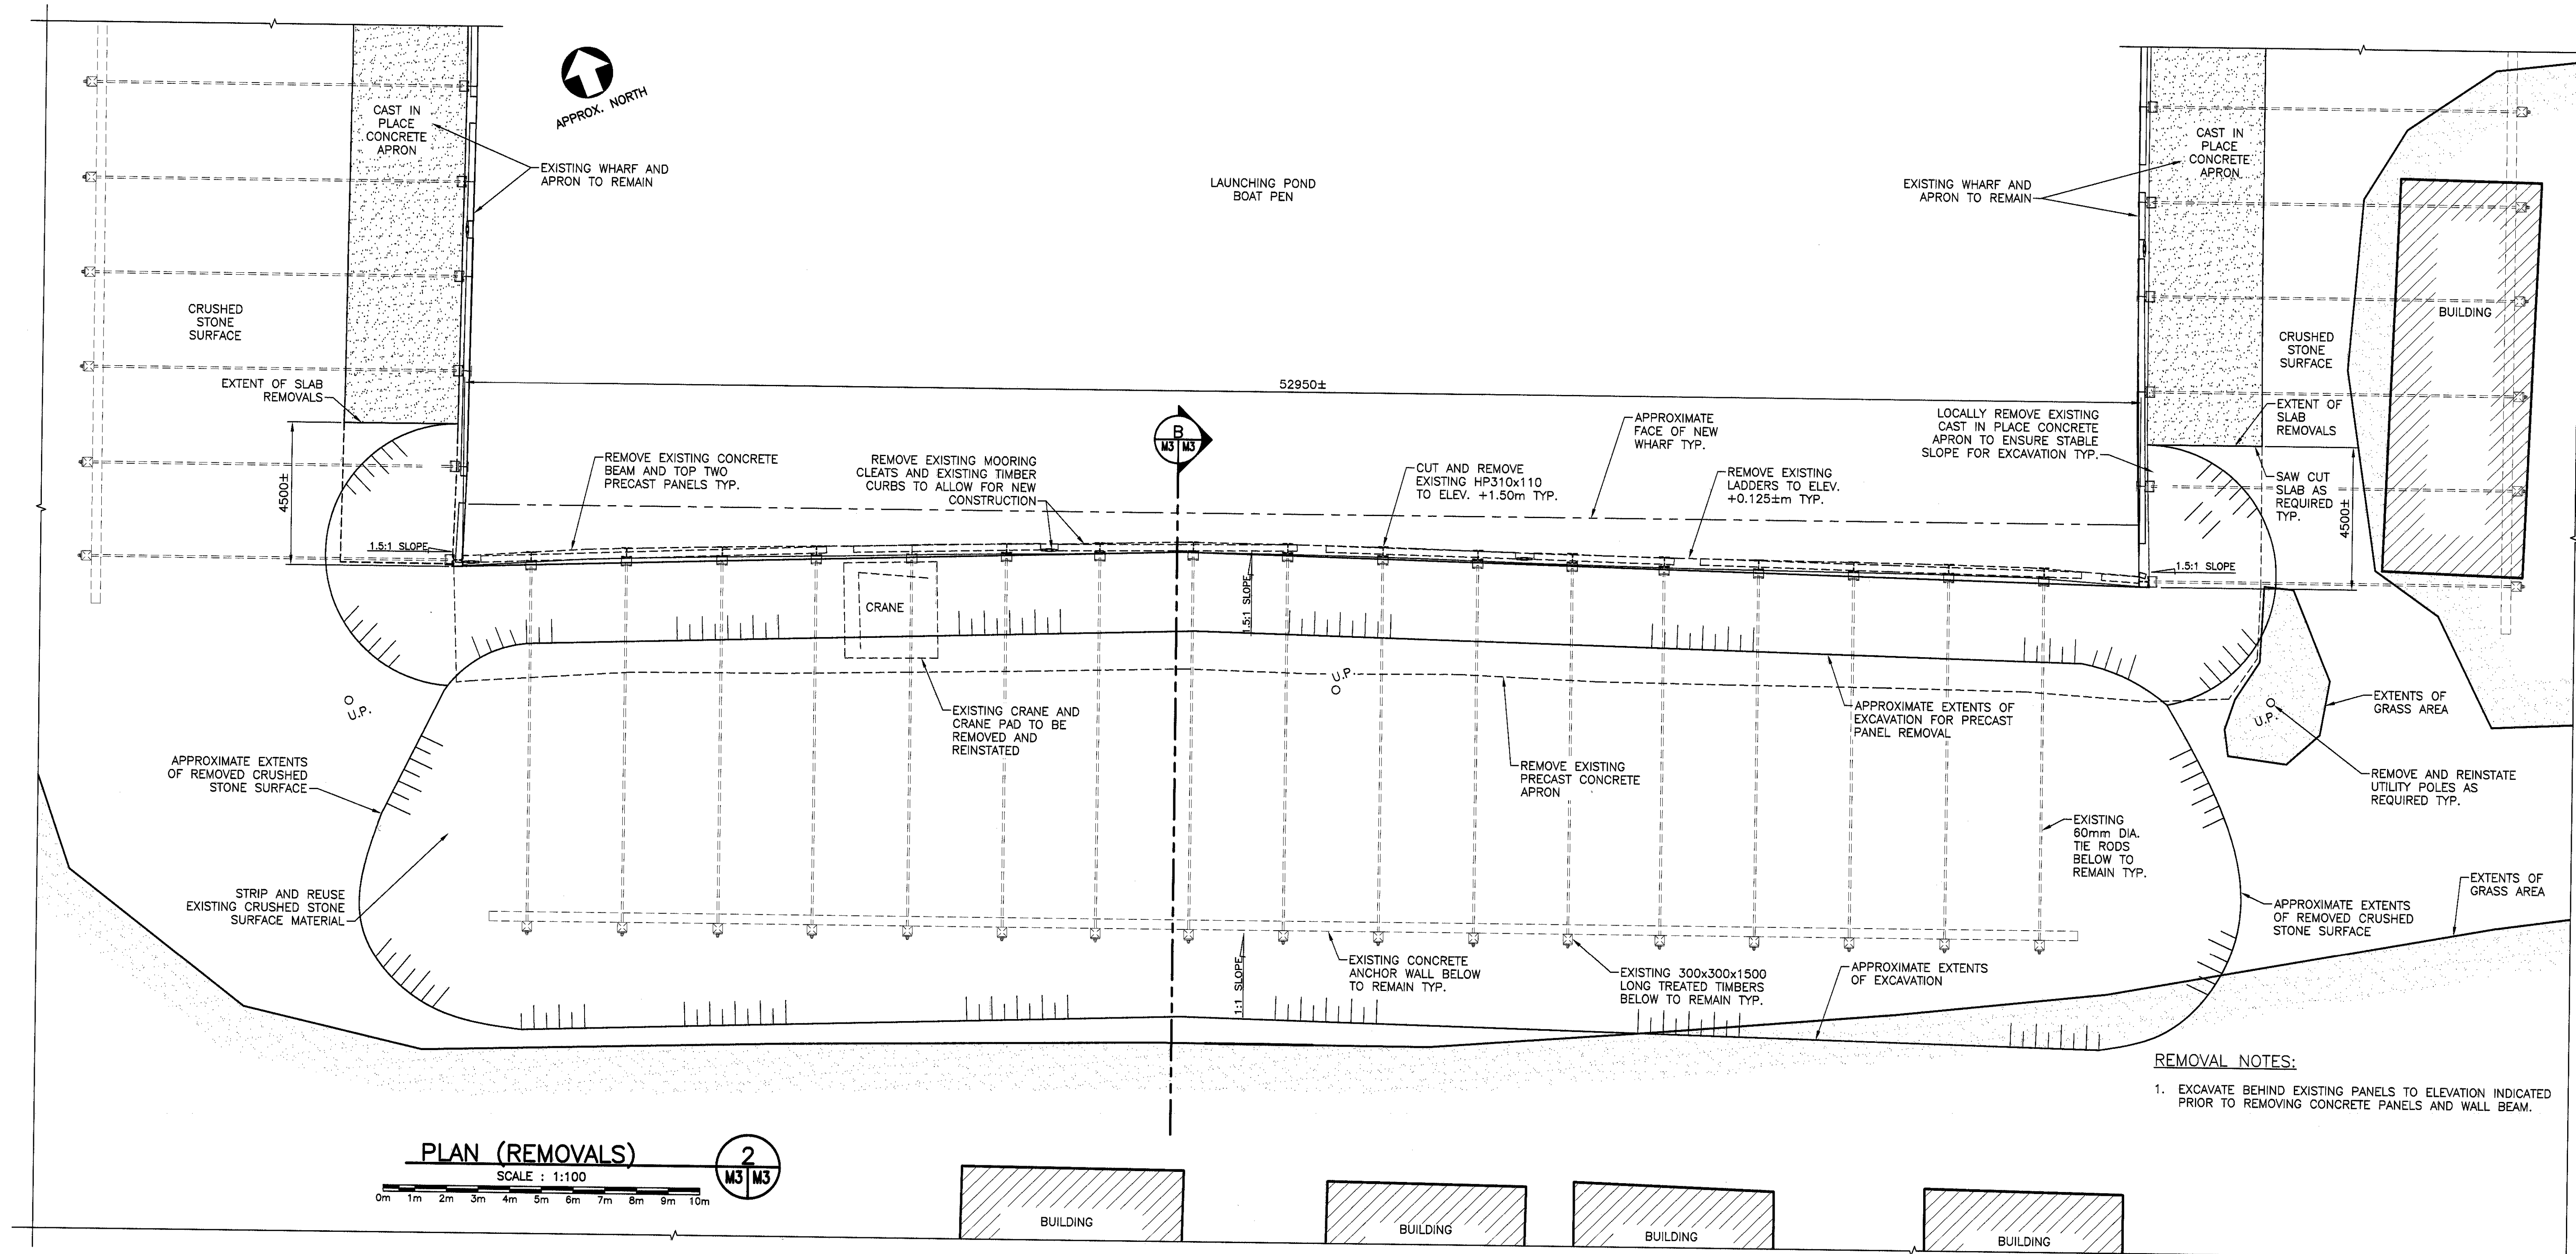 CAST IN
PLACE
CONCRETE
APRON
APPROX. NORTH
EXISTING WHARF AND
APRON TO REMAIN
LAUNCHING POND
BOAT PEN
EXISTING WHARF AND
APRON TO REMAIN
CAST IN
PLACE
CONCRETE
APRON
CRUSHED
STONE
SURFACE
BUILDING
CRUSHED
STONE
SURFACE
EXTENT OF SLAB
REMOVALS
52950±
4500±
1.5:1 SLOPE
REMOVE EXISTING CONCRETE
BEAM AND TOP TWO
PRECAST PANELS TYP.
REMOVE EXISTING MOORING
CLEATS AND EXISTING TIMBER
CURBS TO ALLOW FOR NEW
CONSTRUCTION
B
M3 M3
CUT AND REMOVE
EXISTING HP310x110
TO ELEV. +1.50m TYP.
APPROXIMATE
FACE OF NEW
WHARF TYP.
REMOVE EXISTING
LADDERS TO ELEV.
+0.125±m TYP.
LOCALLY REMOVE EXISTING
CAST IN PLACE CONCRETE
APRON TO ENSURE STABLE
SLOPE FOR EXCAVATION TYP.
EXTENT OF
SLAB
REMOVALS
SAW CUT
SLAB AS
REQUIRED
TYP.
4500±
1.5:1 SLOPE
CRANE
1.5:1 SLOPE
U.P.
U.P.
U.P.
EXISTING CRANE AND
CRANE PAD TO BE
REMOVED AND
REINSTATED
REMOVE EXISTING
PRECAST CONCRETE
APRON
APPROXIMATE EXTENTS OF
EXCAVATION FOR PRECAST
PANEL REMOVAL
EXTENTS OF
GRASS AREA
REMOVE AND REINSTATE
UTILITY POLES AS
REQUIRED TYP.
APPROXIMATE EXTENTS
OF REMOVED CRUSHED
STONE SURFACE
EXISTING
60mm DIA.
TIE RODS
BELOW TO
REMAIN TYP.
STRIP AND REUSE
EXISTING CRUSHED STONE
SURFACE MATERIAL
EXTENTS OF
GRASS AREA
APPROXIMATE EXTENTS
OF REMOVED CRUSHED
STONE SURFACE
1:1 SLOPE
EXISTING CONCRETE
ANCHOR WALL BELOW
TO REMAIN TYP.
EXISTING 300x300x1500
LONG TREATED TIMBERS
BELOW TO REMAIN TYP.
APPROXIMATE EXTENTS
OF EXCAVATION
REMOVAL NOTES:
1. EXCAVATE BEHIND EXISTING PANELS TO ELEVATION INDICATED
PRIOR TO REMOVING CONCRETE PANELS AND WALL BEAM.
PLAN (REMOVALS)
SCALE : 1:100
0m 1m 2m 3m 4m 5m 6m 7m 8m 9m 10m
2
M3 M3
BUILDING
BUILDING
BUILDING
BUILDING